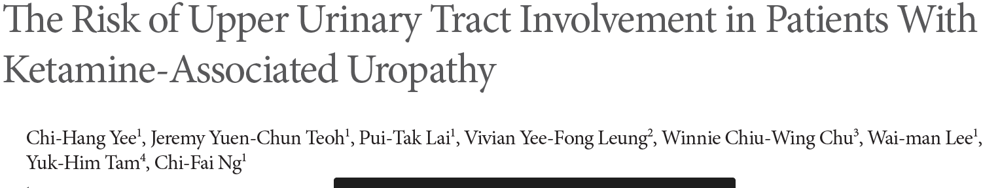 The Risk of Upper Urinary Tract Involvement in Patients With
Ketamine-Associated Uropathy
Chi-Hang Yee¹, Jeremy Yuen-Chun Teoh¹, Pui-Tak Lai¹, Vivian Yee-Fong Leung², Winnie Chiu-Wing Chu³, Wai-man Lee¹,
Yuk-Him Tam⁴, Chi-Fai Ng¹